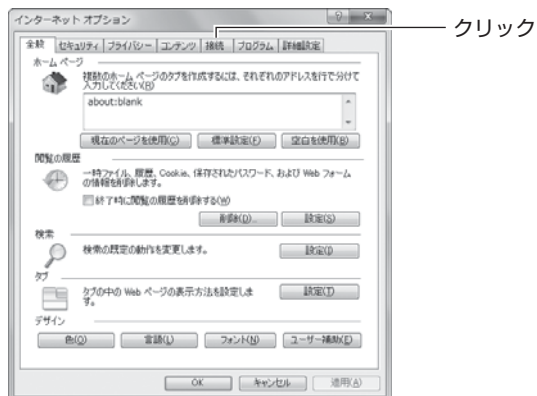 インターネット オプション
クリック
全般 セキュリティ プライバシー コンテンツ 接続 プログラム 詳細設定
ホーム ページ
複数のホーム ページのタブを作成するには、それぞれのアドレスを行で分けて
入力してください(R)
about:blank
現在のページを使用(C) 標準設定(F) 空白を使用(B)
閲覧の履歴
一時ファイル、履歴、Cookie、保存されたパスワード、および Web フォーム
の情報を削除します。
終了時に閲覧の履歴を削除する(W)
削除(D)... 設定(S)
検索
検索の既定の動作を変更します。 設定(I)
タブ
タブの中の Web ページの表示方法を設定しま
す。
設定(T)
デザイン
色(O) 言語(L) フォント(N) ユーザー補助(E)
OK キャンセル 適用(A)